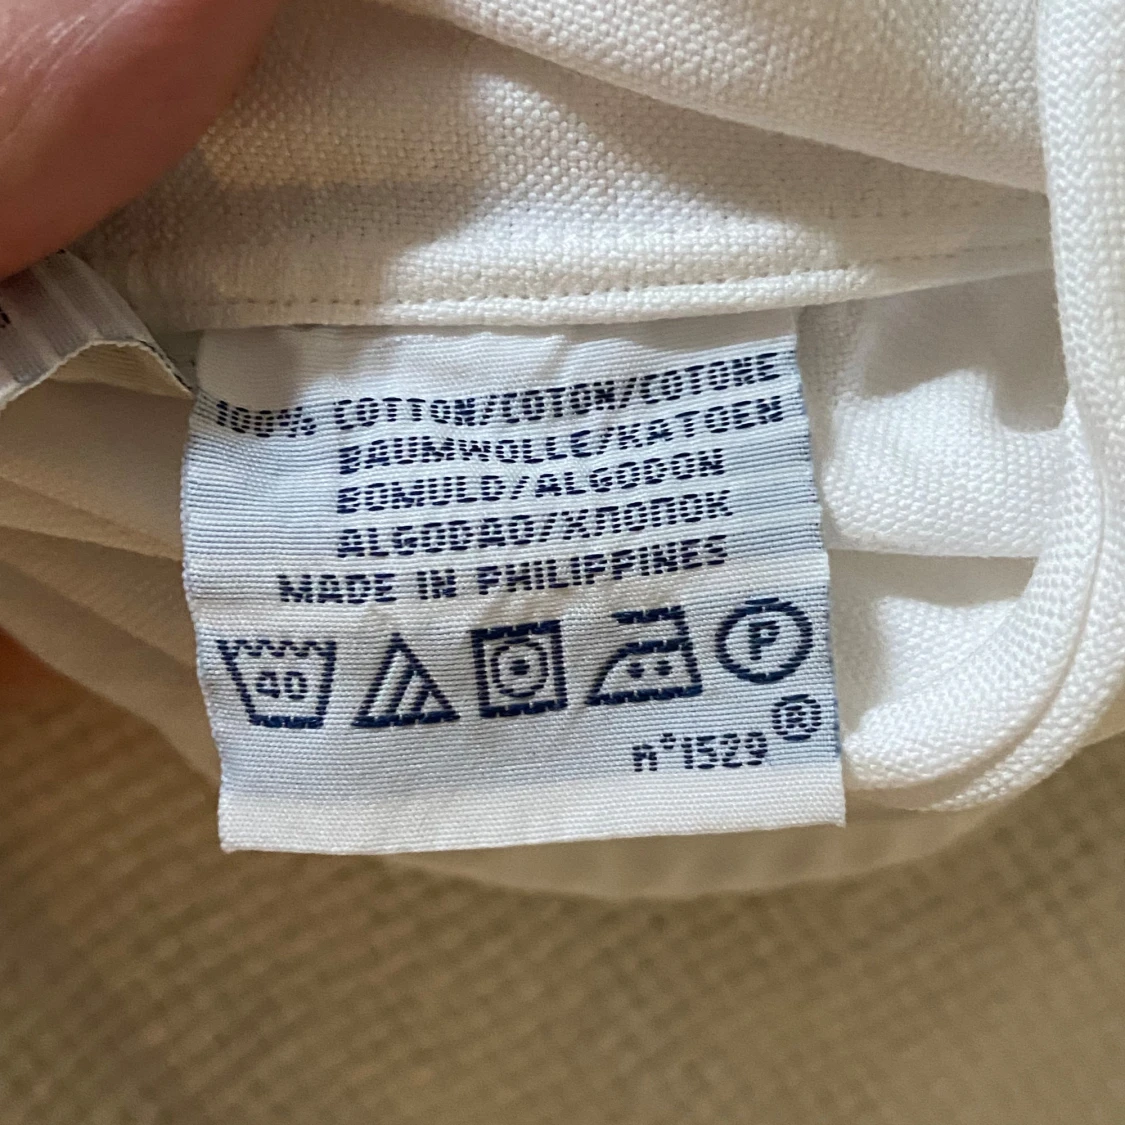 100% COTTON/COTON/COTONE
BAUMWOLLE/KATOEN
BOMULD/ALGODON
ALGODAO/ХЛОПОК
MADE IN PHILIPPINES
40
P
®
n°1529